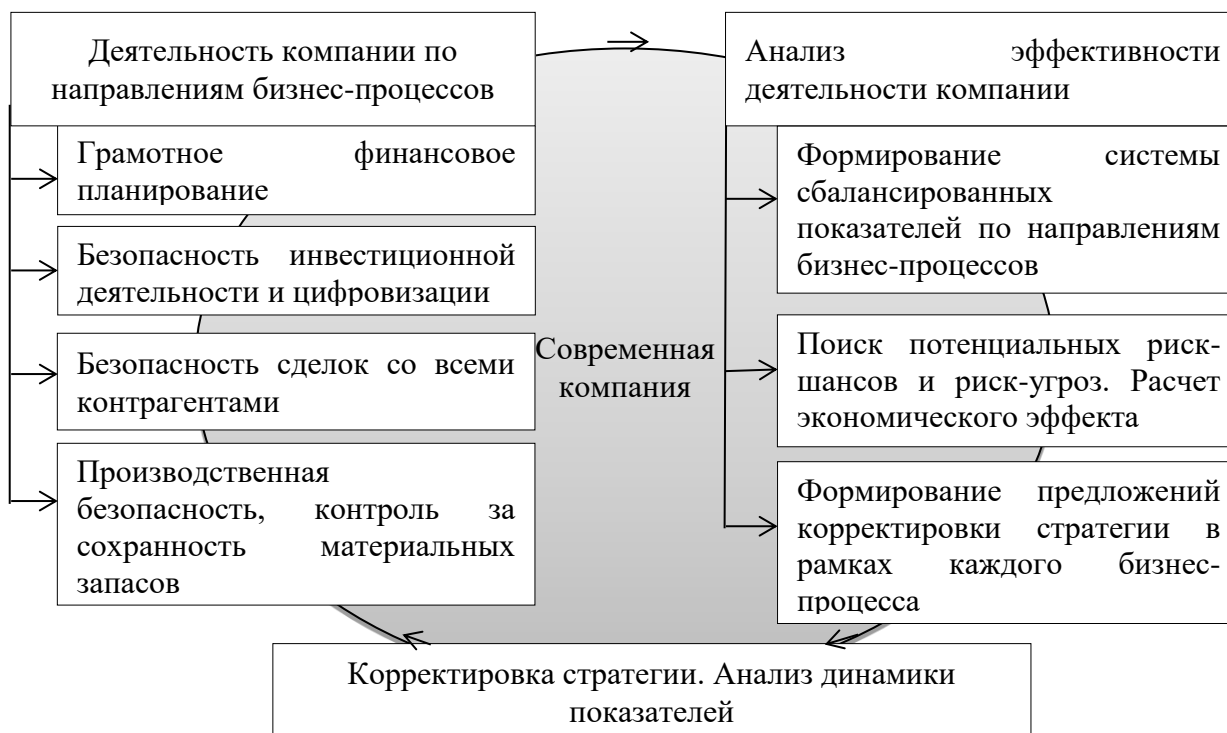 Деятельность компании по
направлениям бизнес-процессов
Грамотное финансовое
планирование
Безопасность инвестиционной
деятельности и цифровизации
Безопасность сделок со всеми
контрагентами
Производственная
безопасность, контроль за
сохранность материальных
запасов
Современная
компания
Анализ эффективности
деятельности компании
Формирование системы
сбалансированных
показателей по направлениям
бизнес-процессов
Поиск потенциальных риск-
шансов и риск-угроз. Расчет
экономического эффекта
Формирование предложений
корректировки стратегии в
рамках каждого бизнес-
процесса
Корректировка стратегии. Анализ динамики
показателей